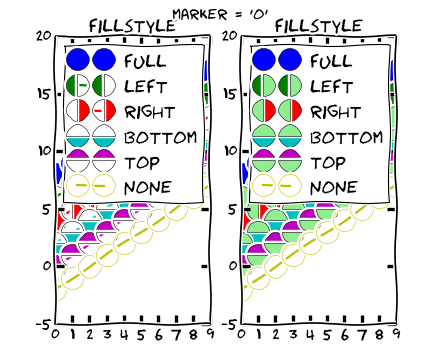 MARKER = 'O'
FILLSTYLE FILLSTYLE
20 20
15 15
10 10
5 5
0 0
-5 -5
FULL FULL
LEFT LEFT
RIGHT RIGHT
BOTTOM BOTTOM
TOP TOP
NONE NONE
0 1 2 3 4 5 6 7 8 9 0 1 2 3 4 5 6 7 8 9